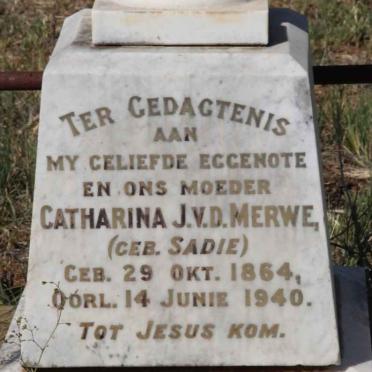 TER GEDAGTENIS
AAN
MY GELIEFDE EGGENOTE
EN ONS MOEDER
CATHARINA J.V.D. MERWE,
(GEB. SADIE)
GEB. 29 OKT. 1864,
OORL. 14 JUNIE 1940.
TOT JESUS KOM.